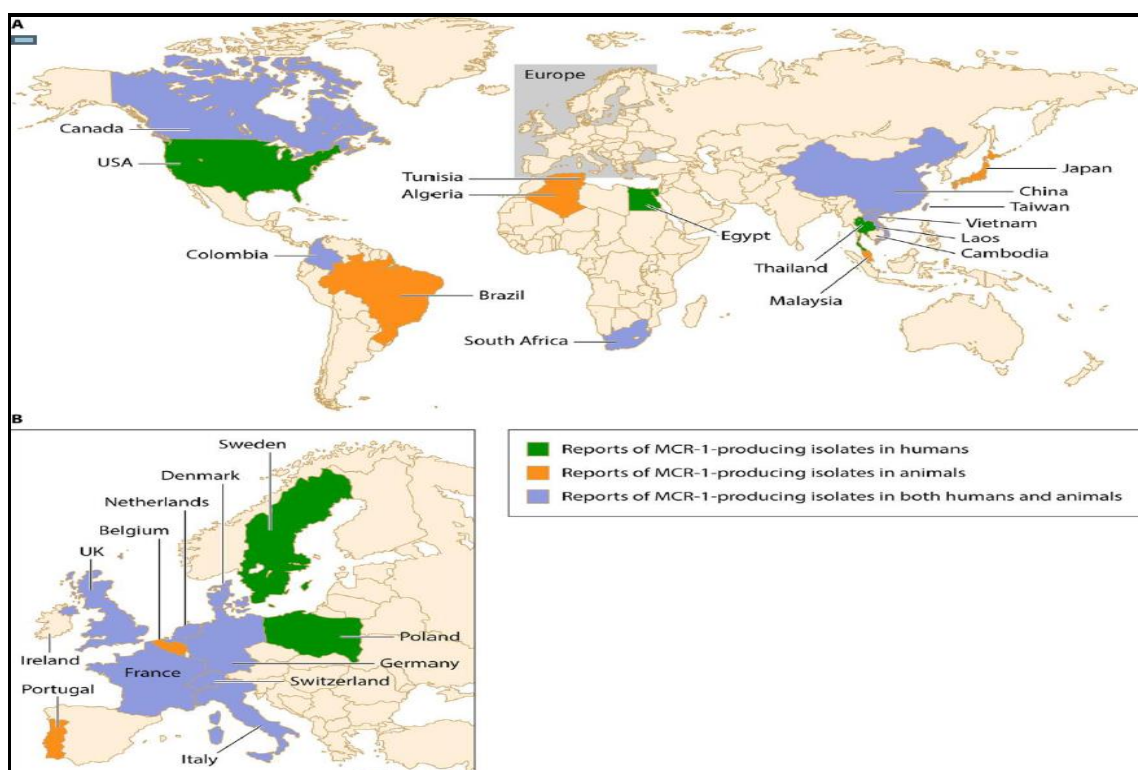 A
Europe
Canada
USA
Tunisia
Algeria
Japan
China
Taiwan
Vietnam
Laos
Cambodia
Egypt
Thailand
Malaysia
Colombia
Brazil
South Africa
B
Sweden
Denmark
Netherlands
Belgium
UK
Poland
Ireland
France
Germany
Switzerland
Portugal
Italy
Reports of MCR-1-producing isolates in humans
Reports of MCR-1-producing isolates in animals
Reports of MCR-1-producing isolates in both humans and animals